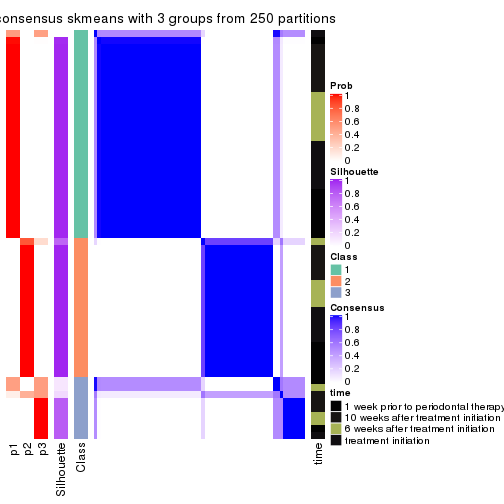 consensus skmeans with 3 groups from 250 partitions
Prob
1
0.8
0.6
0.4
0.2
0
Silhouette
1
0.8
0.6
0.4
0.2
0
Class
1
2
3
Consensus
1
0.8
0.6
0.4
0.2
0
time
1 week prior to periodontal therapy
10 weeks after treatment initiation
6 weeks after treatment initiation
treatment initiation
p1
p2
p3
Silhouette
Class
time